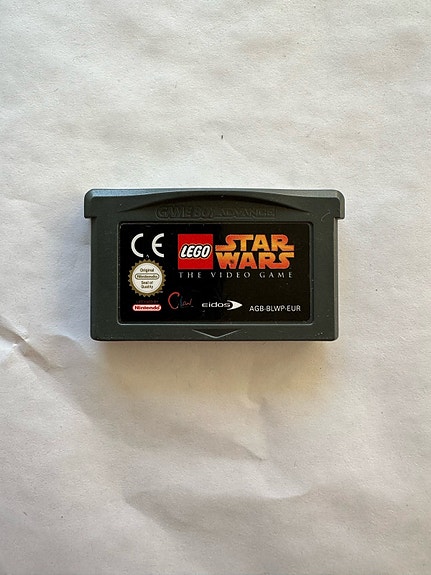 GAME BOY ADVANCE
CE
LEGO
STAR
WARS
THE VIDEO GAME
Original
Nintendo
Seal of
Quality
Nintendo
eidos
AGB-BLWP-EUR